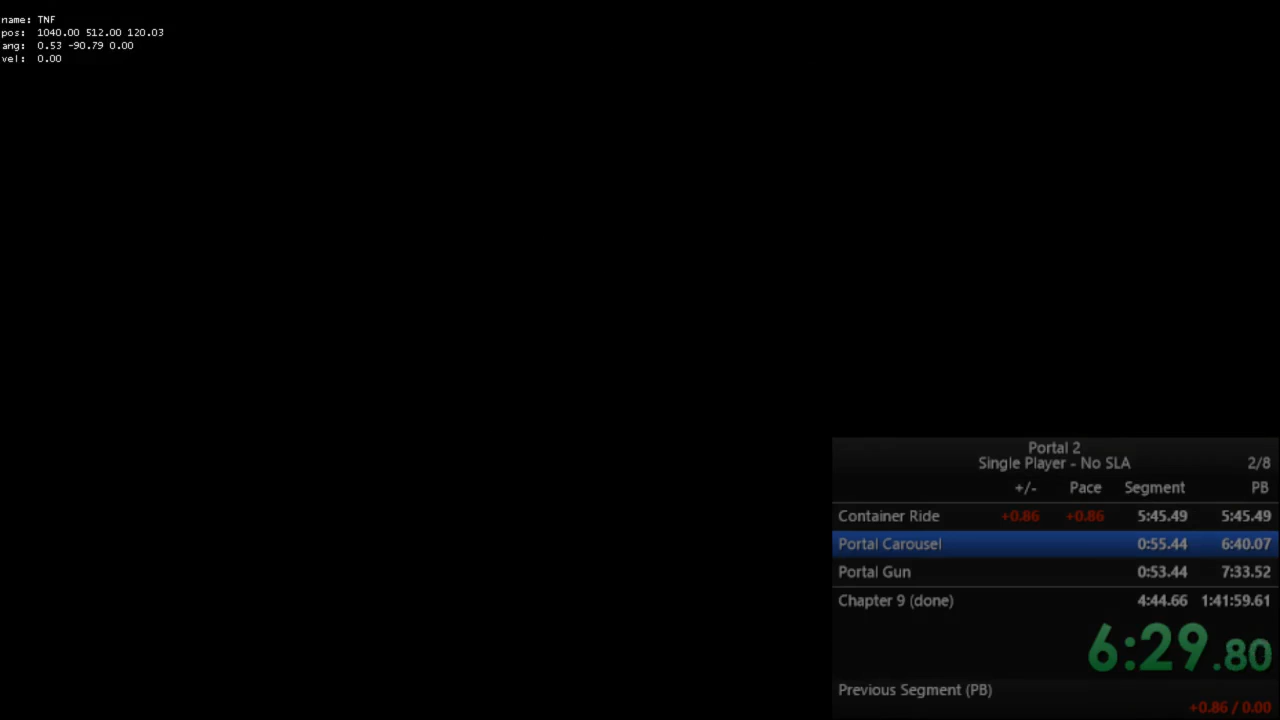 name: TNF
pos: 1040.00 512.00 120.03
ang: 0.53 -90.79 0.00
vel: 0.00
Portal 2
Single Player - No SLA 2/8
+/- Pace Segment PB
Container Ride +0.86 +0.86 5:45.49 5:45.49
Portal Carousel 0:55.44 6:40.07
Portal Gun 0:53.44 7:33.52
Chapter 9 (done) 4:44.66 1:41:59.61
6:29.80
Previous Segment (PB)
+0.86 / 0.00